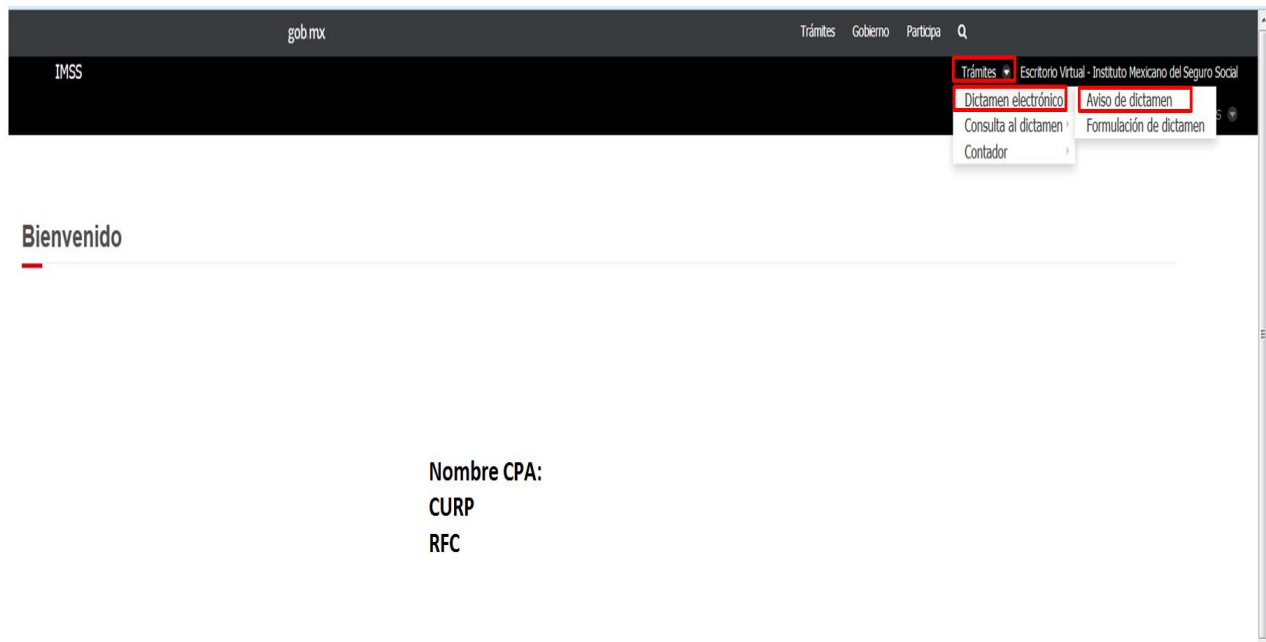 gob mx
Trámites Gobierno Participa
IMSS
Trámites Escritorio Virtual - Instituto Mexicano del Seguro Social
Dictamen electrónico Aviso de dictamen
Consulta al dictamen Formulación de dictamen
Contador
Bienvenido
Nombre CPA:
CURP
RFC